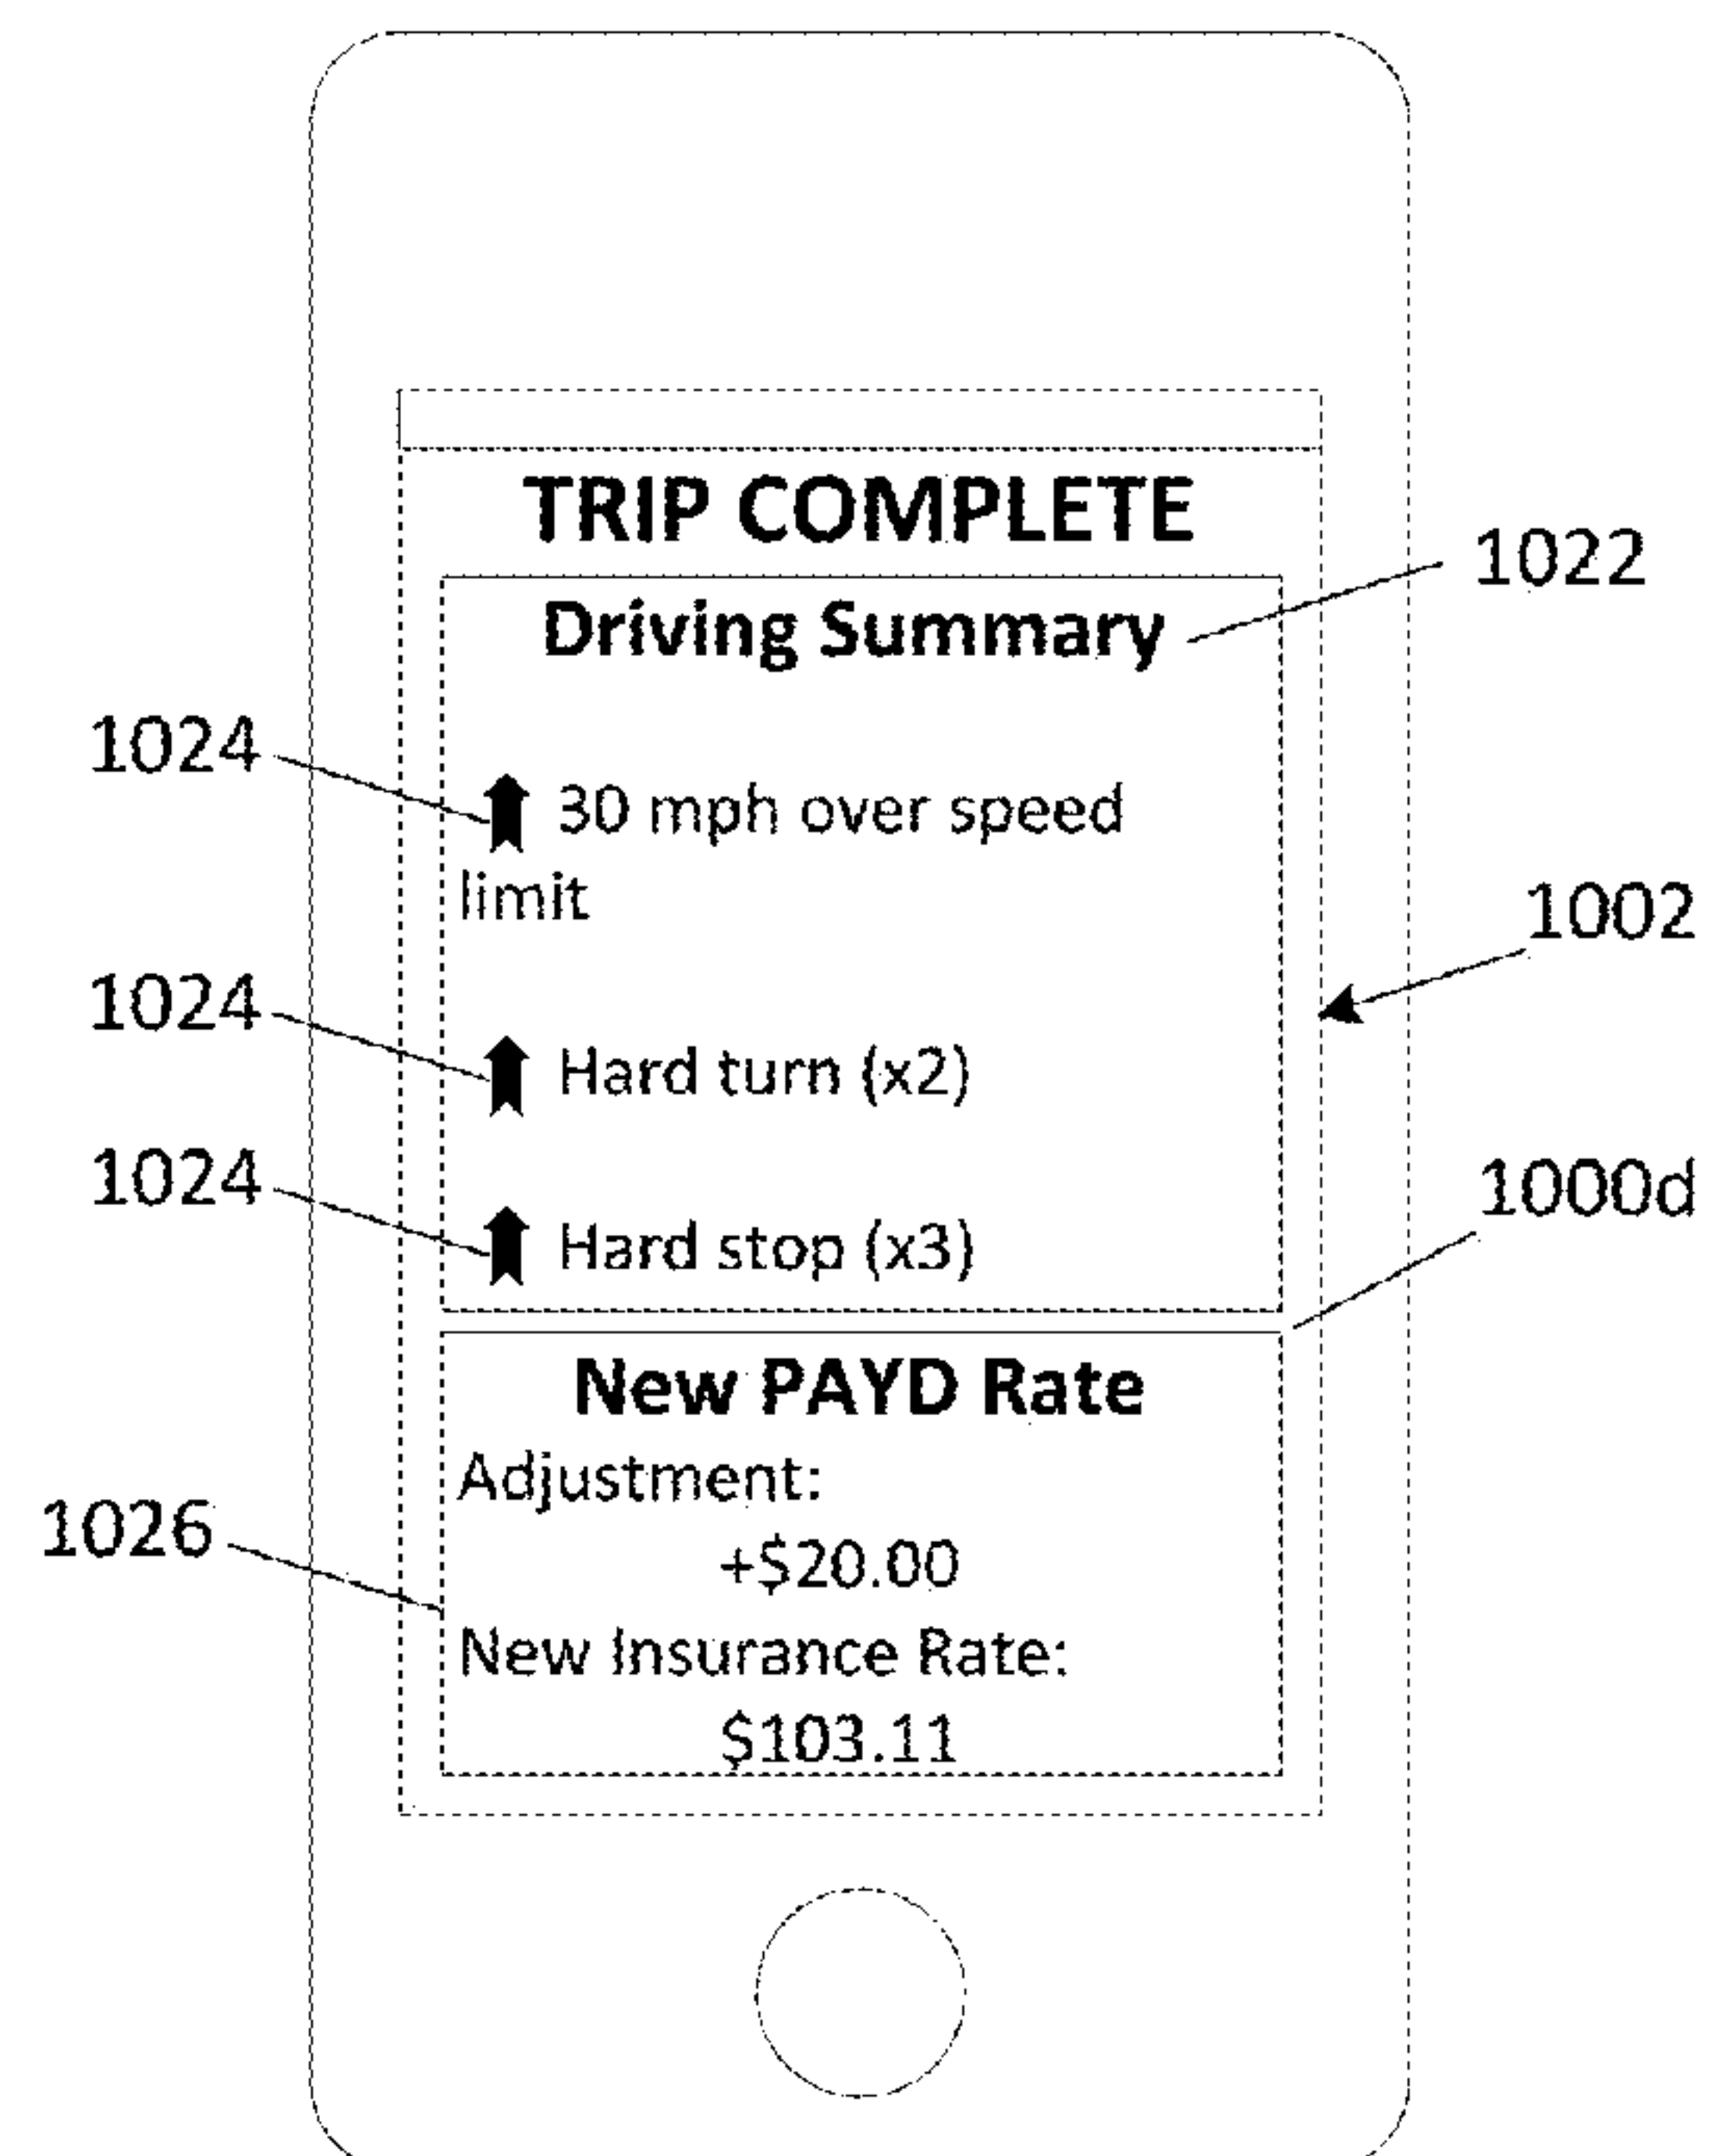 TRIP COMPLETE
1022
Driving Summary
1024
30 mph over speed
limit
1002
1024
Hard turn (x2)
1024
1000d
Hard stop (x3)
New PAYD Rate
Adjustment:
1026
+$20.00
New Insurance Rate:
$103.11